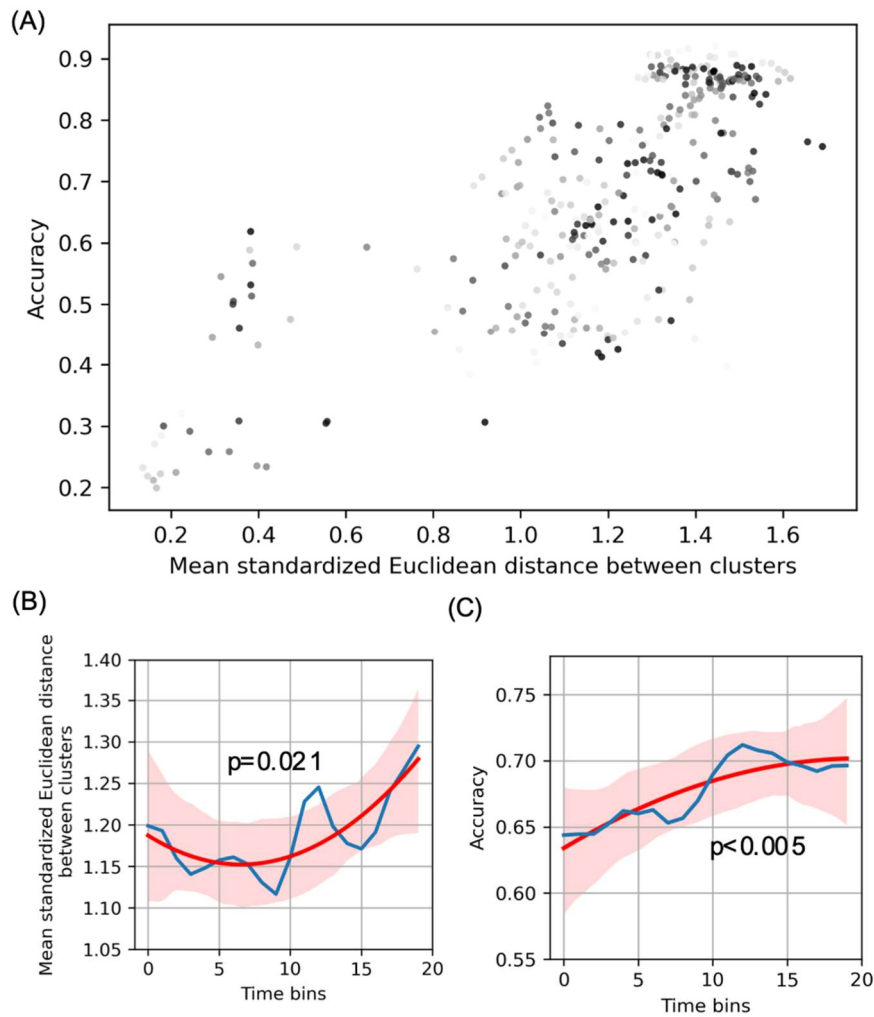 (A)
Accuracy
0.9
0.8
0.7
0.6
0.5
0.4
0.3
0.2
0.2 0.4 0.6 0.8 1.0 1.2 1.4 1.6
Mean standardized Euclidean distance between clusters
(B)
Mean standardized Euclidean distance
between clusters
1.40
1.35
1.30
1.25
1.20
1.15
1.10
1.05
p=0.021
0 5 10 15 20
Time bins
(C)
Accuracy
0.75
0.70
0.65
0.60
0.55
p<0.005
0 5 10 15 20
Time bins